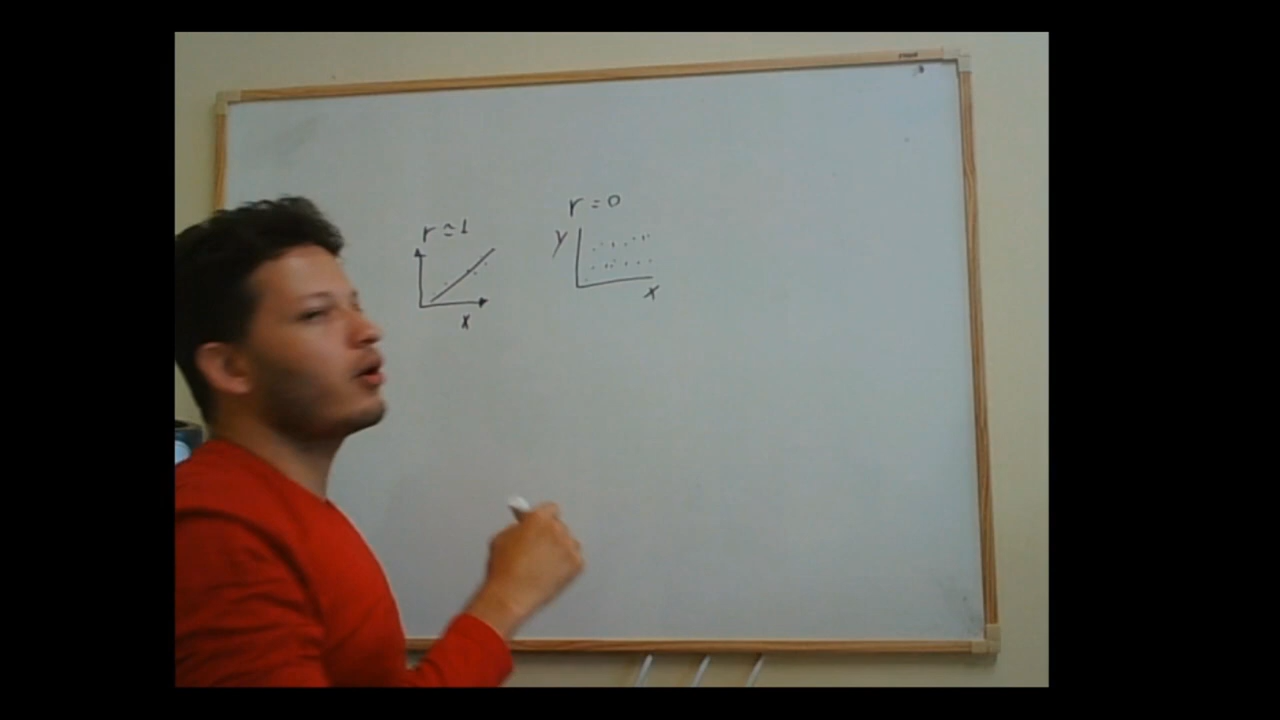 r ≃ 1
x
r = 0
y
x